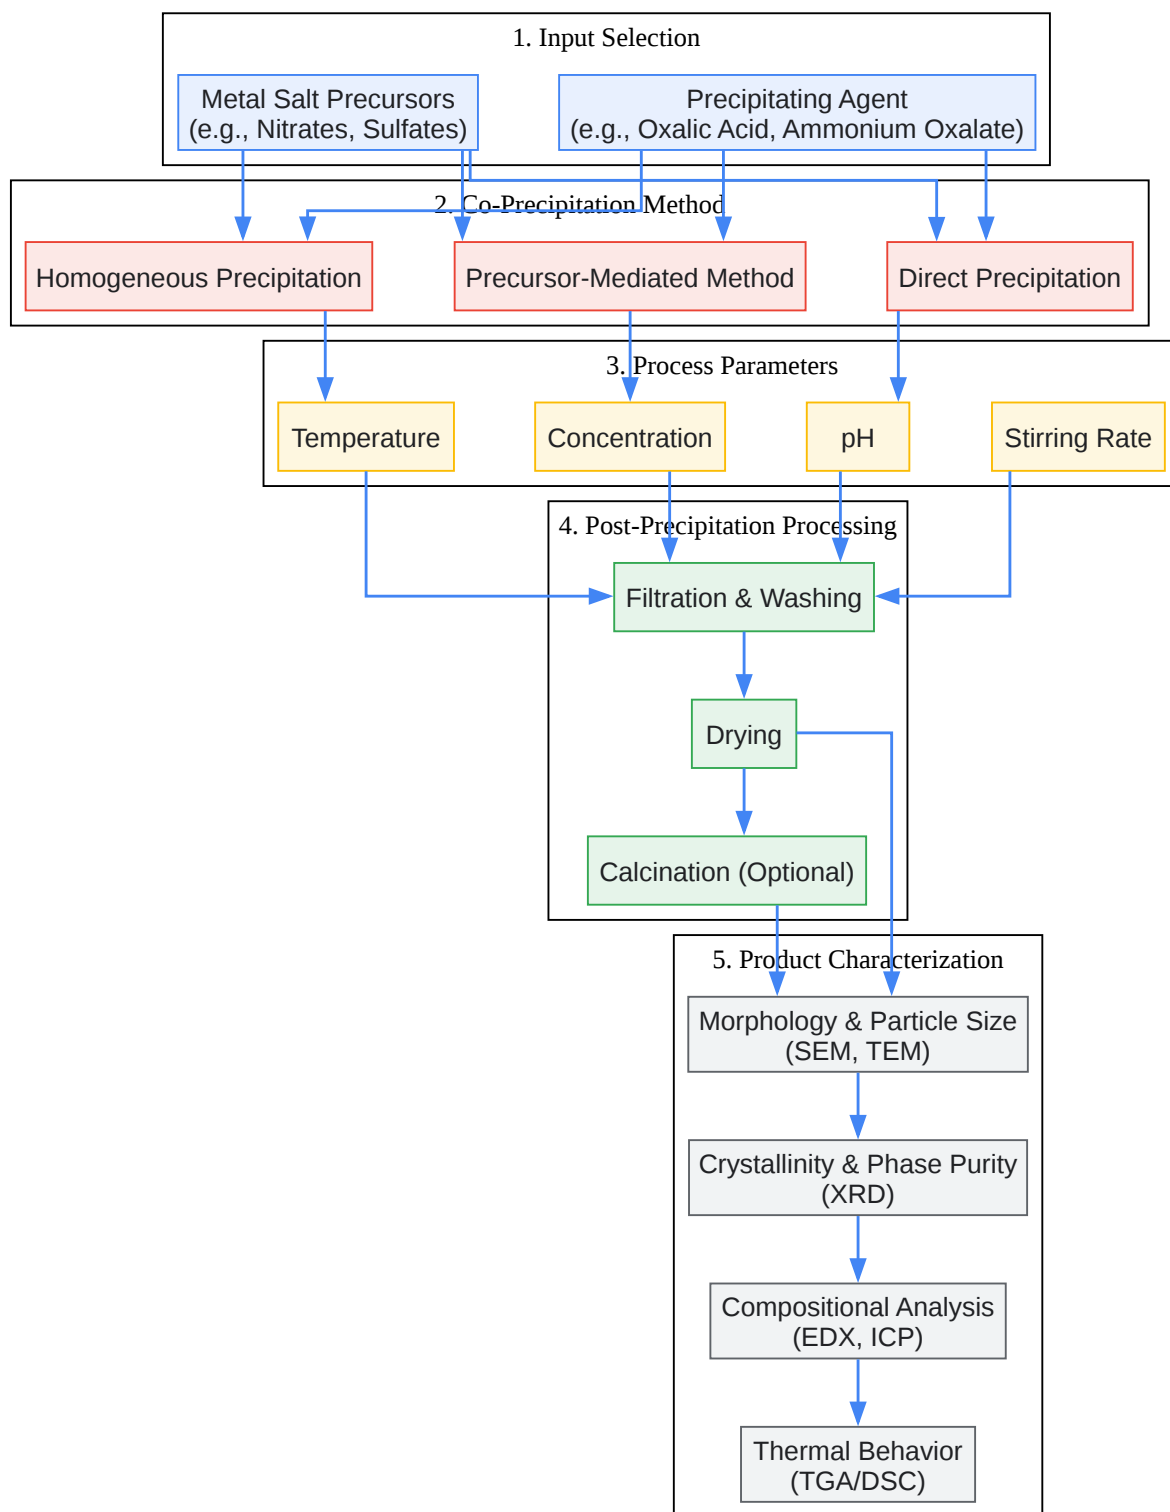 1. Input Selection
Metal Salt Precursors
(e.g., Nitrates, Sulfates)
Precipitating Agent
(e.g., Oxalic Acid, Ammonium Oxalate)
2. Co-Precipitation Method
Homogeneous Precipitation
Precursor-Mediated Method
Direct Precipitation
3. Process Parameters
Temperature
Concentration
pH
Stirring Rate
4. Post-Precipitation Processing
Filtration & Washing
Drying
Calcination (Optional)
5. Product Characterization
Morphology & Particle Size
(SEM, TEM)
Crystallinity & Phase Purity
(XRD)
Compositional Analysis
(EDX, ICP)
Thermal Behavior
(TGA/DSC)